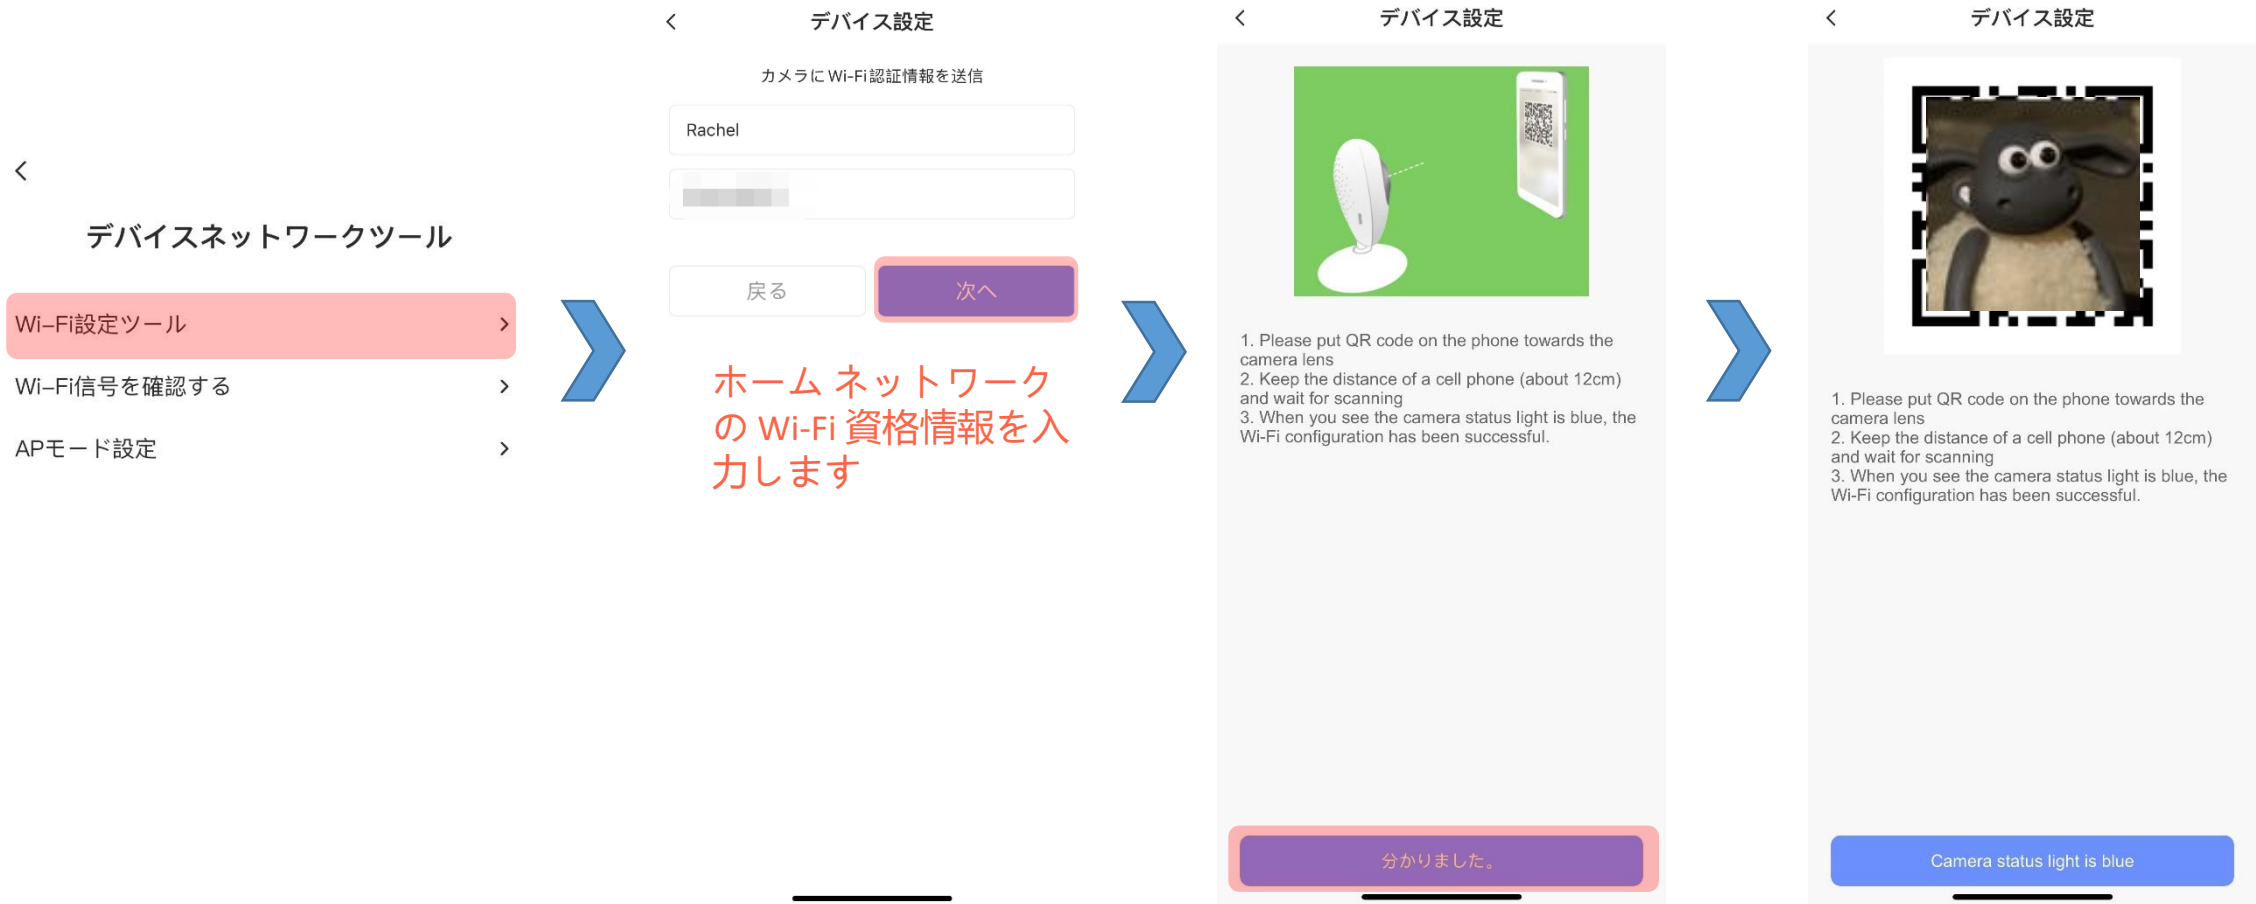 デバイスネットワークツール
Wi-Fi設定ツール
Wi-Fi信号を確認する
APモード設定
デバイス設定
カメラにWi-Fi認証情報を送信
Rachel
戻る
次へ
ホーム ネットワーク
の Wi-Fi 資格情報を入
力します
デバイス設定
1. Please put QR code on the phone towards the
camera lens
2. Keep the distance of a cell phone (about 12cm)
and wait for scanning
3. When you see the camera status light is blue, the
Wi-Fi configuration has been successful.
分かりました。
デバイス設定
1. Please put QR code on the phone towards the
camera lens
2. Keep the distance of a cell phone (about 12cm)
and wait for scanning
3. When you see the camera status light is blue, the
Wi-Fi configuration has been successful.
Camera status light is blue